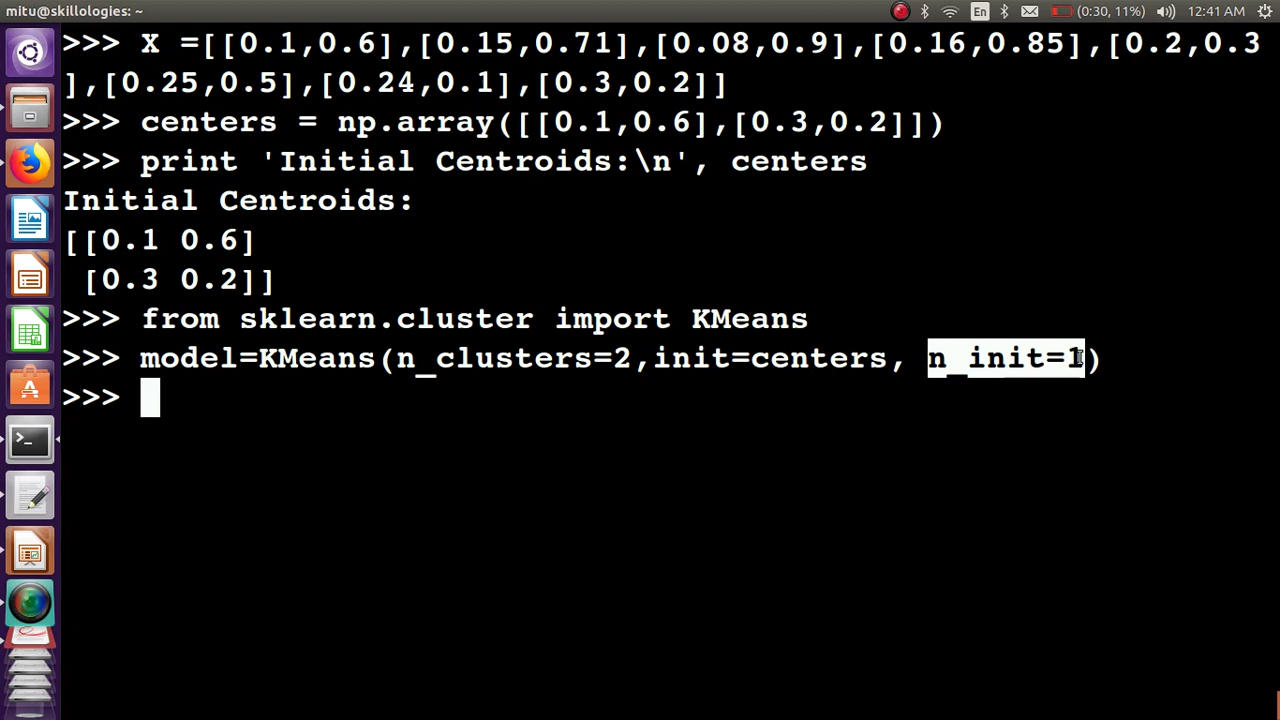 mitu@skillologies: ~
En
(0:30, 11%)
12:41 AM
>>> X =[[0.1,0.6],[0.15,0.71],[0.08,0.9],[0.16,0.85],[0.2,0.3
],[0.25,0.5],[0.24,0.1],[0.3,0.2]]
>>> centers = np.array([[0.1,0.6],[0.3,0.2]])
>>> print 'Initial Centroids:\n', centers
Initial Centroids:
[[0.1 0.6]
 [0.3 0.2]]
>>> from sklearn.cluster import KMeans
>>> model=KMeans(n_clusters=2,init=centers, n_init=1)
>>>